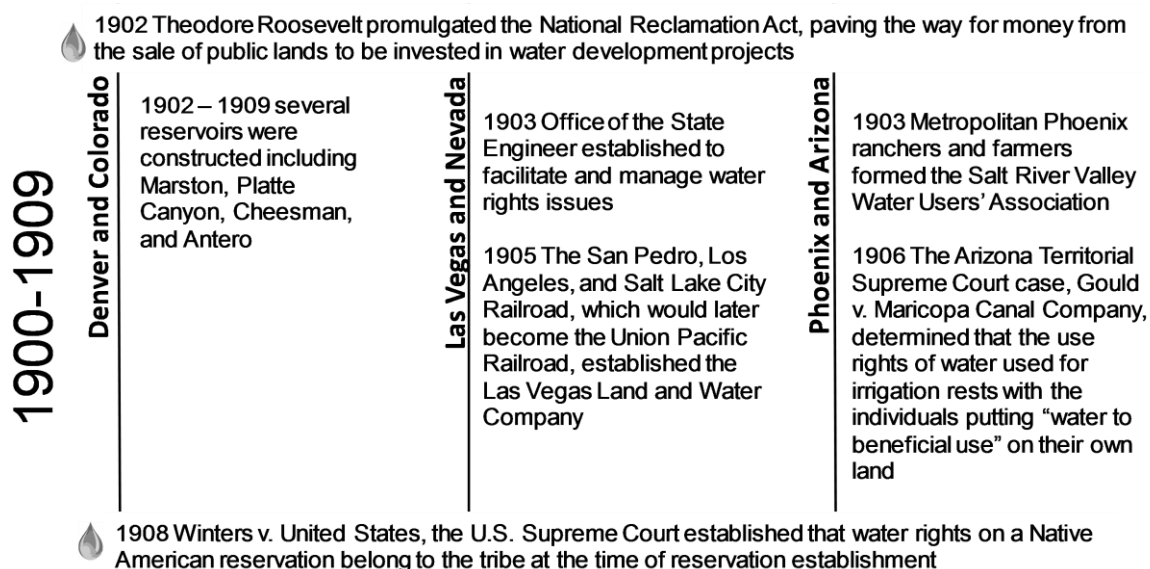 1902 Theodore Roosevelt promulgated the National Reclamation Act, paving the way for money from
the sale of public lands to be invested in water development projects
1900-1909
Denver and Colorado
1902 – 1909 several
reservoirs were
constructed including
Marston, Platte
Canyon, Cheesman,
and Antero
Las Vegas and Nevada
1903 Office of the State
Engineer established to
facilitate and manage water
rights issues
1905 The San Pedro, Los
Angeles, and Salt Lake City
Railroad, which would later
become the Union Pacific
Railroad, established the
Las Vegas Land and Water
Company
Phoenix and Arizona
1903 Metropolitan Phoenix
ranchers and farmers
formed the Salt River Valley
Water Users' Association
1906 The Arizona Territorial
Supreme Court case, Gould
v. Maricopa Canal Company,
determined that the use
rights of water used for
irrigation rests with the
individuals putting “water to
beneficial use” on their own
land
1908 Winters v. United States, the U.S. Supreme Court established that water rights on a Native
American reservation belong to the tribe at the time of reservation establishment